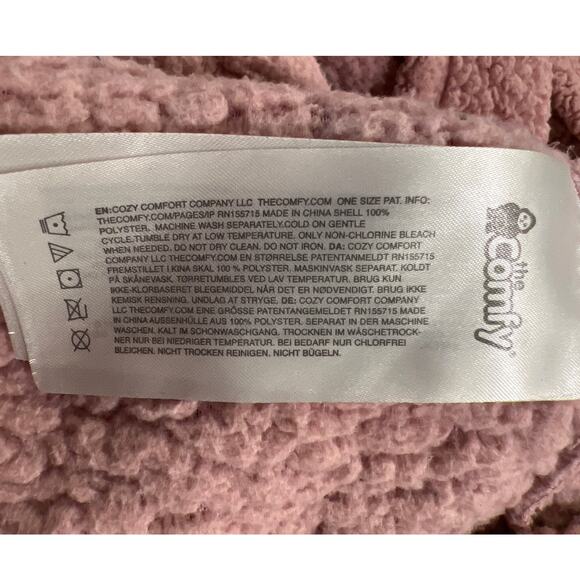 EN:COZY COMFORT COMPANY LLC THECOMFY.COM ONE SIZE PAT. INFO:
THECOMFY.COM/PAGES/IP RN155715 MADE IN CHINA SHELL 100%
POLYSTER. MACHINE WASH SEPARATELY.COLD ON GENTLE
CYCLE.TUMBLE DRY AT LOW TEMPERATURE. ONLY NON-CHLORINE BLEACH
WHEN NEEDED. DO NOT DRY CLEAN. DO NOT IRON. DA: COZY COMFORT
COMPANY LLC THECOMFY.COM EN STØRRELSE PATENTANMELDT RN155715
FREMSTILLET I.KINA SKAL 100 % POLYSTER. MASKINVASK SEPARAT. KOLDT
PÅ SKÅNEVASK. TØRRETUMBLES VED LAV TEMPERATUR. BRUG KUN
IKKE-KLORBASERET BLEGEMIDDEL VED BEHOV. BRUG IKKE
KEMISK RENSNING. UNDLAG AT STRYGE. DE: COZY COMFORT COMPANY
LLC THECOMFY.COM EINE GRÖSSE PATENTANGEMELDET RN155715 MADE
IN CHINA AUSSENHÜLLE AUS 100% POLYSTER. SEPARAT IN DER MASCHINE
WASCHEN. KALT IM SCHONWASCHGANG. TROCKNEN IM WÄSCHETROCK-
NER NUR BEI NIEDRIGER TEMPERATUR. BEI BEDARF NUR CHLORFREI
BLEICHEN. NICHT TROCKEN REINIGEN. NICHT BÜGELN.
the
comfy